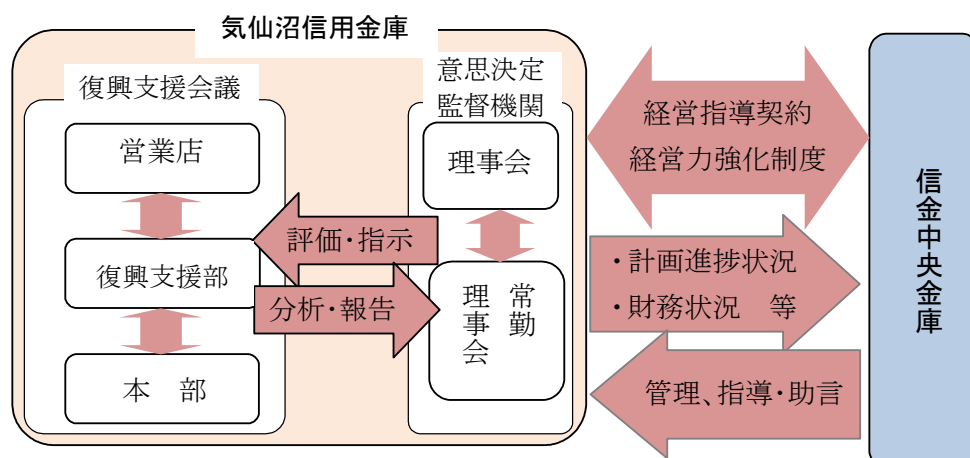 気仙沼信用金庫
復興支援会議
営業店
復興支援部
本　部
評価・指示
分析・報告
意思決定
監督機関
理事会
常勤
理事会
経営指導契約
経営力強化制度
・計画進捗状況
・財務状況　等
管理、指導・助言
信金中央金庫